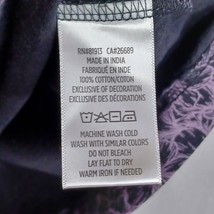 RN#81913 CA#26689
MADE IN INDIA
FABRIQUÉ EN INDE
100% COTTON/COTON
EXCLUSIVE OF DECORATION
EXCLUSIVE DES DÉCORATIONS
MACHINE WASH COLD
WASH WITH SIMILAR COLORS
DO NOT BLEACH
LAY FLAT TO DRY
WARM IRON IF NEEDED